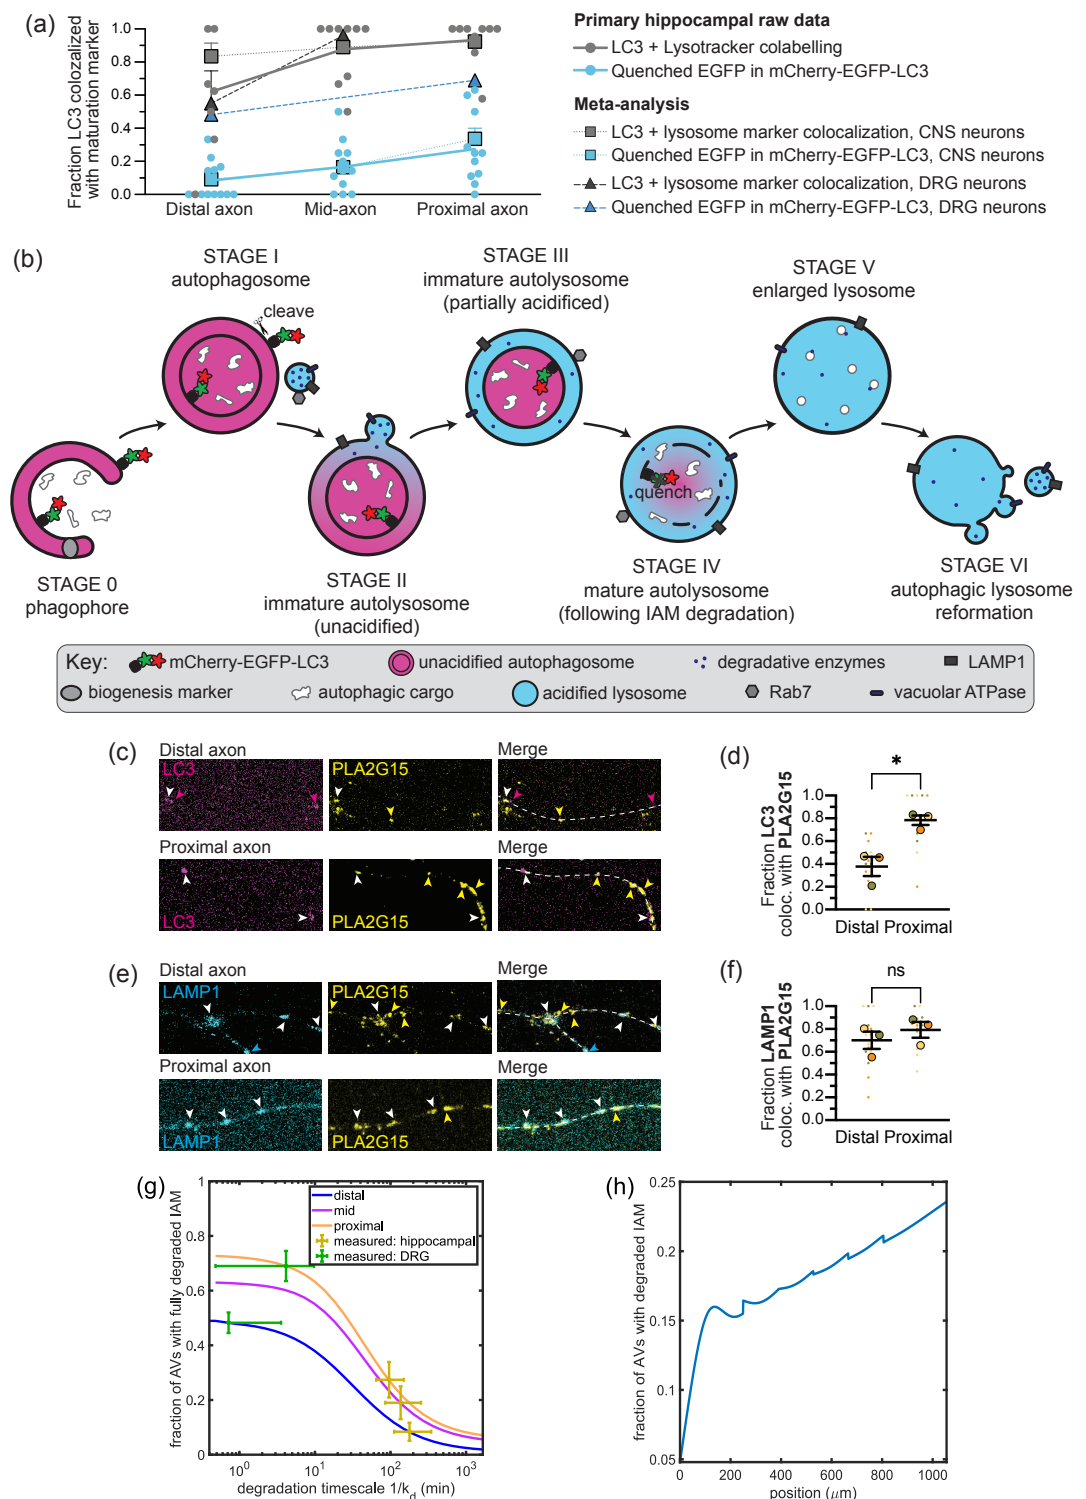 (a)
Fraction LC3 colozalized
with maturation marker
1.0
0.8
0.6
0.4
0.2
0.0
Distal axon
Mid-axon
Proximal axon
Primary hippocampal raw data
LC3 + Lysotracker colabelling
Quenched EGFP in mCherry-EGFP-LC3
Meta-analysis
LC3 + lysosome marker colocalization, CNS neurons
Quenched EGFP in mCherry-EGFP-LC3, CNS neurons
LC3 + lysosome marker colocalization, DRG neurons
Quenched EGFP in mCherry-EGFP-LC3, DRG neurons
(b)
STAGE I
autophagosome
cleave
STAGE III
immature autolysosome
(partially acidificed)
STAGE V
enlarged lysosome
quench
STAGE 0
phagophore
STAGE II
immature autolysosome
(unacidified)
STAGE IV
mature autolysosome
(following IAM degradation)
STAGE VI
autophagic lysosome
reformation
Key:
mCherry-EGFP-LC3
unacidified autophagosome
degradative enzymes
LAMP1
biogenesis marker
autophagic cargo
acidified lysosome
Rab7
vacuolar ATPase
(c)
Distal axon
Merge
LC3
PLA2G15
Proximal axon
Merge
LC3
PLA2G15
(d)
*
Fraction LC3
coloc. with PLA2G15
1.0
0.8
0.6
0.4
0.2
0.0
Distal Proximal
(e)
Distal axon
Merge
LAMP1
PLA2G15
Proximal axon
Merge
LAMP1
PLA2G15
(f)
ns
Fraction LAMP1
coloc. with PLA2G15
1.0
0.8
0.6
0.4
0.2
0.0
Distal Proximal
(g)
fraction of AVs with fully degraded IAM
1
0.8
0.6
0.4
0.2
0
distal
mid
proximal
measured: hippocampal
measured: DRG
10^0
10^1
10^2
10^3
degradation timescale 1/k_d (min)
(h)
fraction of AVs with degraded IAM
0.25
0.2
0.15
0.1
0.05
0
200
400
600
800
1000
position (μm)